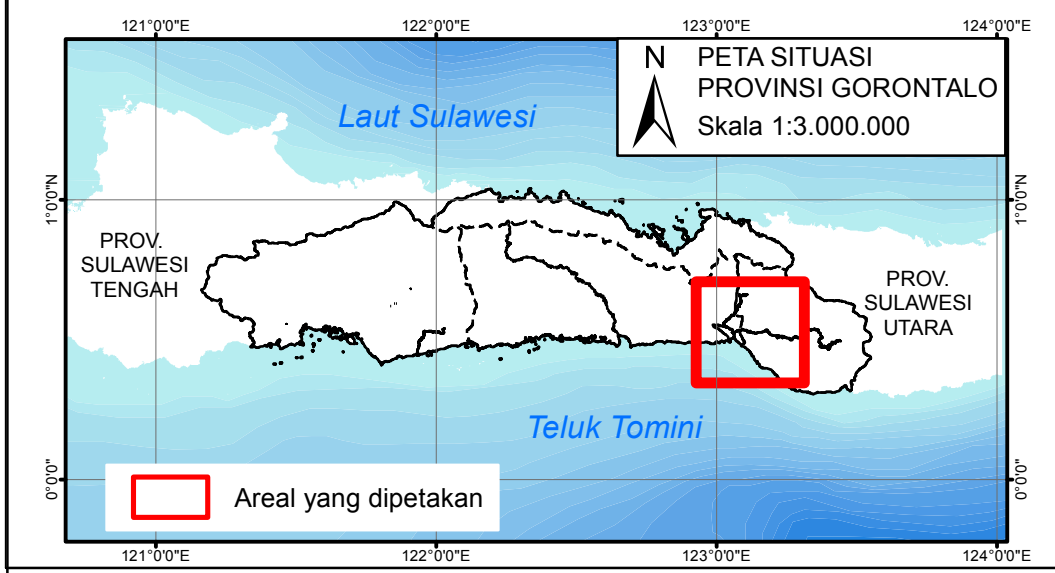 121°0'0"E
122°0'0"E
123°0'0"E
124°0'0"E
N
PETA SITUASI
PROVINSI GORONTALO
Skala 1:3.000.000
Laut Sulawesi
1°0'0"N
1°0'0"N
PROV.
SULAWESI
TENGAH
PROV.
SULAWESI
UTARA
Teluk Tomini
0°0'0"
0°0'0"
Areal yang dipetakan
121°0'0"E
122°0'0"E
123°0'0"E
124°0'0"E